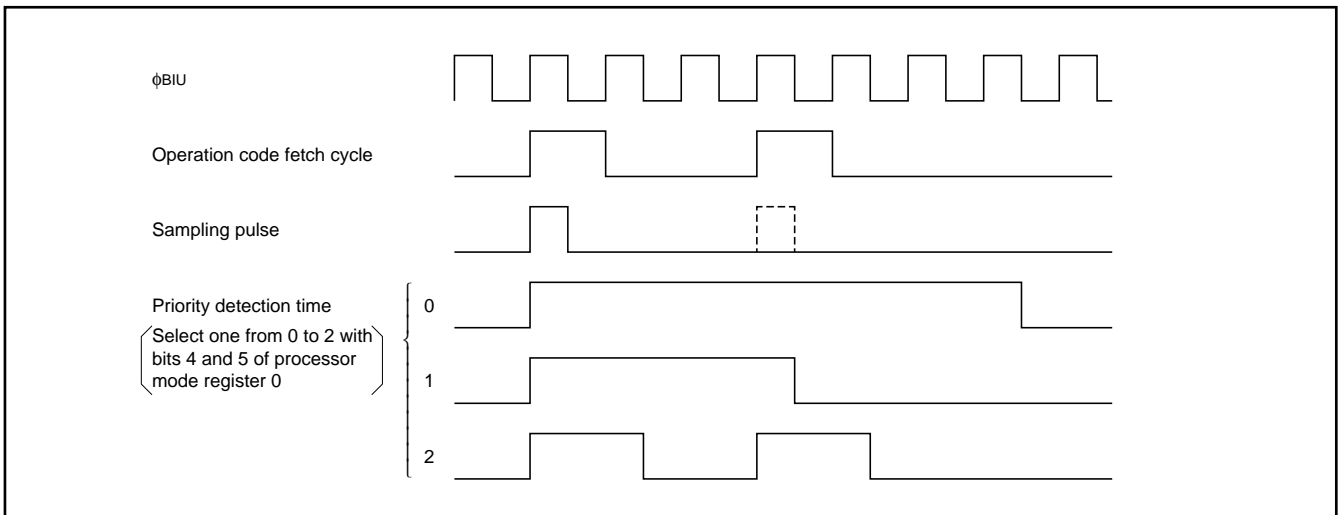 φBIU
Operation code fetch cycle
Sampling pulse
Priority detection time
Select one from 0 to 2 with
bits 4 and 5 of processor
mode register 0
0
1
2